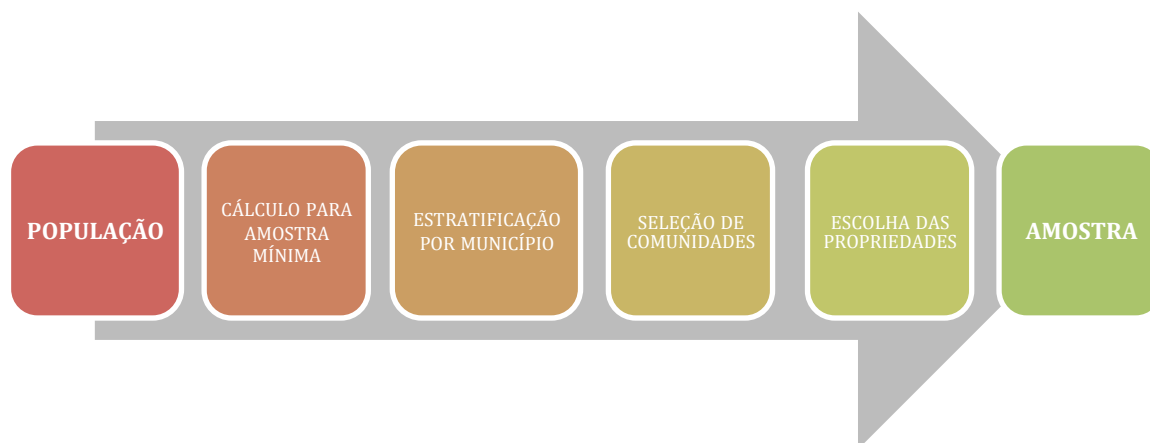 POPULAÇÃO
CÁLCULO PARA
AMOSTRA
MÍNIMA
ESTRATIFICAÇÃO
POR MUNICÍPIO
SELEÇÃO DE
COMUNIDADES
ESCOLHA DAS
PROPRIEDADES
AMOSTRA